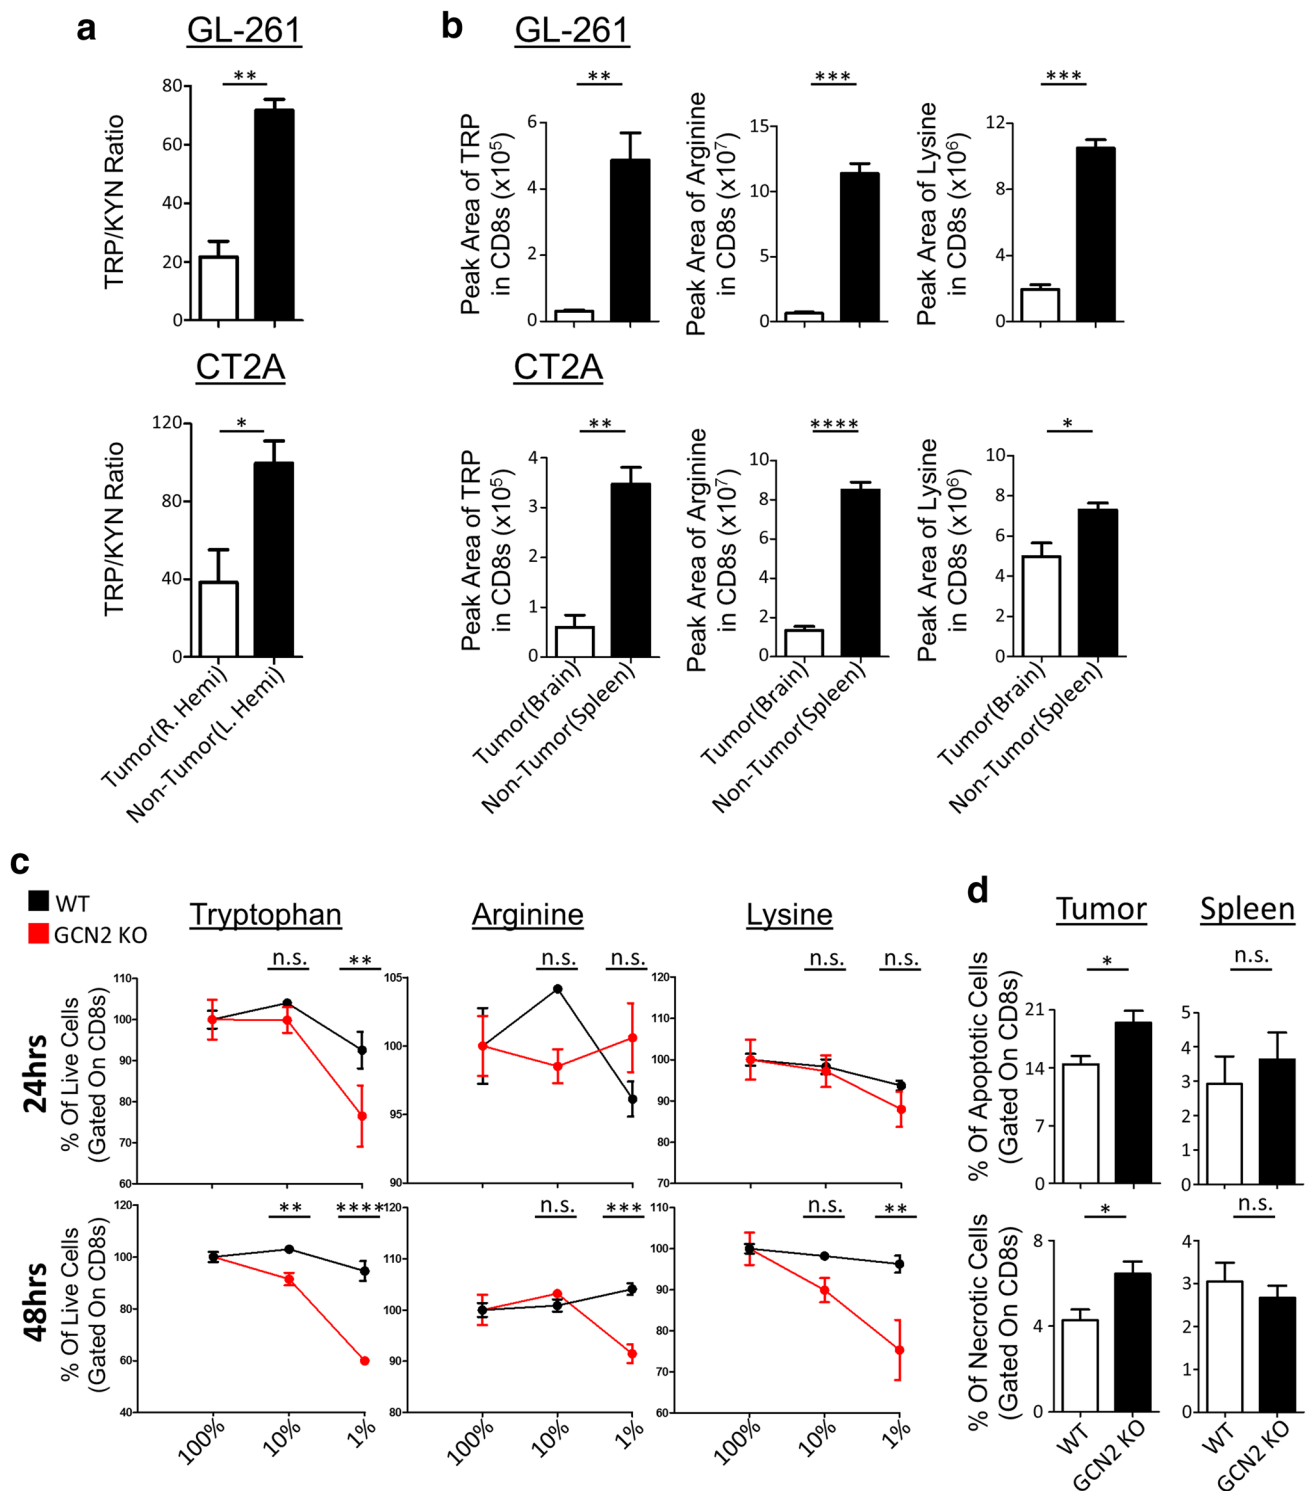 a
GL-261
**
TRP/KYN Ratio
80
60
40
20
0
CT2A
*
TRP/KYN Ratio
120
80
40
0
Tumor(R. Hemi)
Non-Tumor(L. Hemi)
b
GL-261
**
Peak Area of TRP
in CD8s (x10⁵)
6
4
2
0
***
Peak Area of Arginine
in CD8s (x10⁷)
15
10
5
0
***
Peak Area of Lysine
in CD8s (x10⁶)
12
8
4
0
CT2A
**
Peak Area of TRP
in CD8s (x10⁵)
4
3
2
1
0
****
Peak Area of Arginine
in CD8s (x10⁷)
10
8
6
4
2
0
*
Peak Area of Lysine
in CD8s (x10⁶)
10
8
6
4
2
0
Tumor(Brain)
Non-Tumor(Spleen)
Tumor(Brain)
Non-Tumor(Spleen)
Tumor(Brain)
Non-Tumor(Spleen)
c
WT
GCN2 KO
Tryptophan
Arginine
Lysine
24hrs
% Of Live Cells
(Gated On CD8s)
n.s.
**
110
100
90
80
70
60
n.s.
n.s.
105
100
95
90
n.s.
n.s.
120
110
100
90
80
70
48hrs
% Of Live Cells
(Gated On CD8s)
**
****
120
100
80
60
40
n.s.
***
120
110
100
90
80
n.s.
**
110
100
90
80
70
60
100%
10%
1%
100%
10%
1%
100%
10%
1%
d
Tumor
Spleen
% Of Apoptotic Cells
(Gated On CD8s)
*
21
14
7
0
n.s.
5
4
3
2
1
0
% Of Necrotic Cells
(Gated On CD8s)
*
8
4
0
n.s.
4
3
2
1
0
WT
GCN2 KO
WT
GCN2 KO